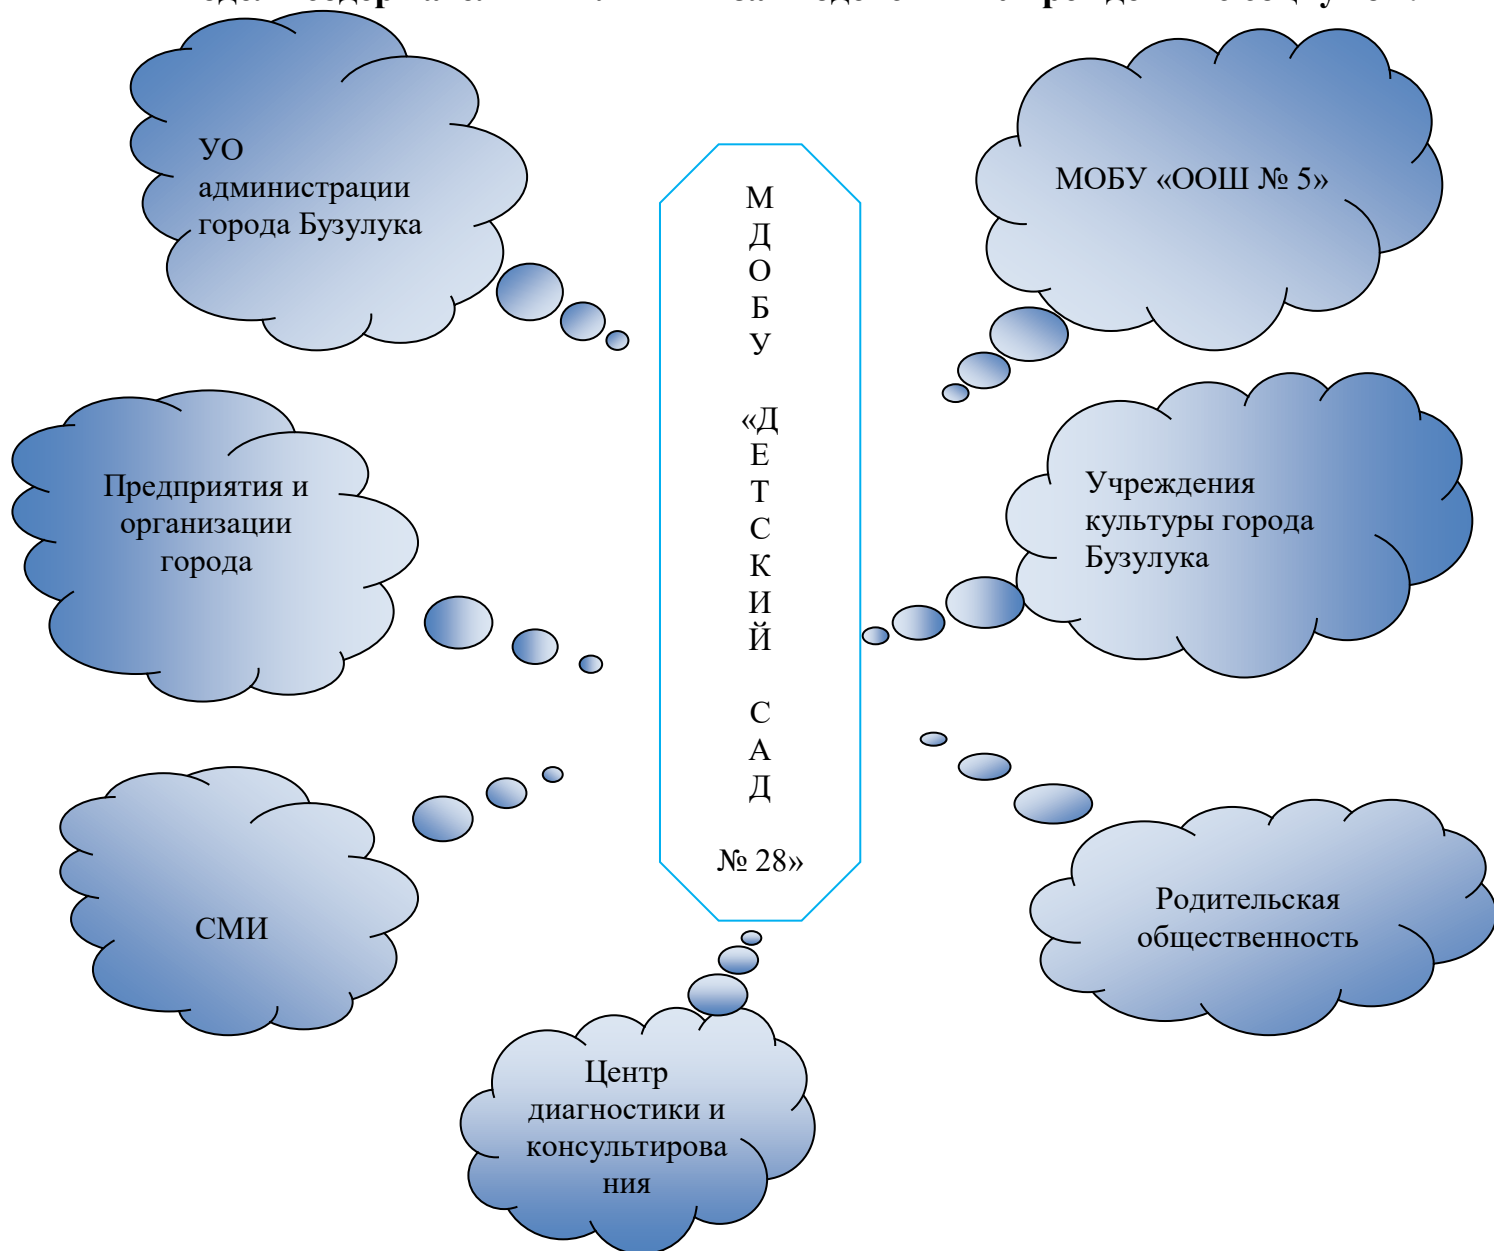 УО
администрации
города Бузулука
МОБУ «ООШ № 5»
М
Д
О
Б
У
«Д
Е
Т
С
К
И
Й
С
А
Д
№ 28»
Предприятия и
организации
города
Учреждения
культуры города
Бузулука
СМИ
Родительская
общественность
Центр
диагностики и
консультирова
ния